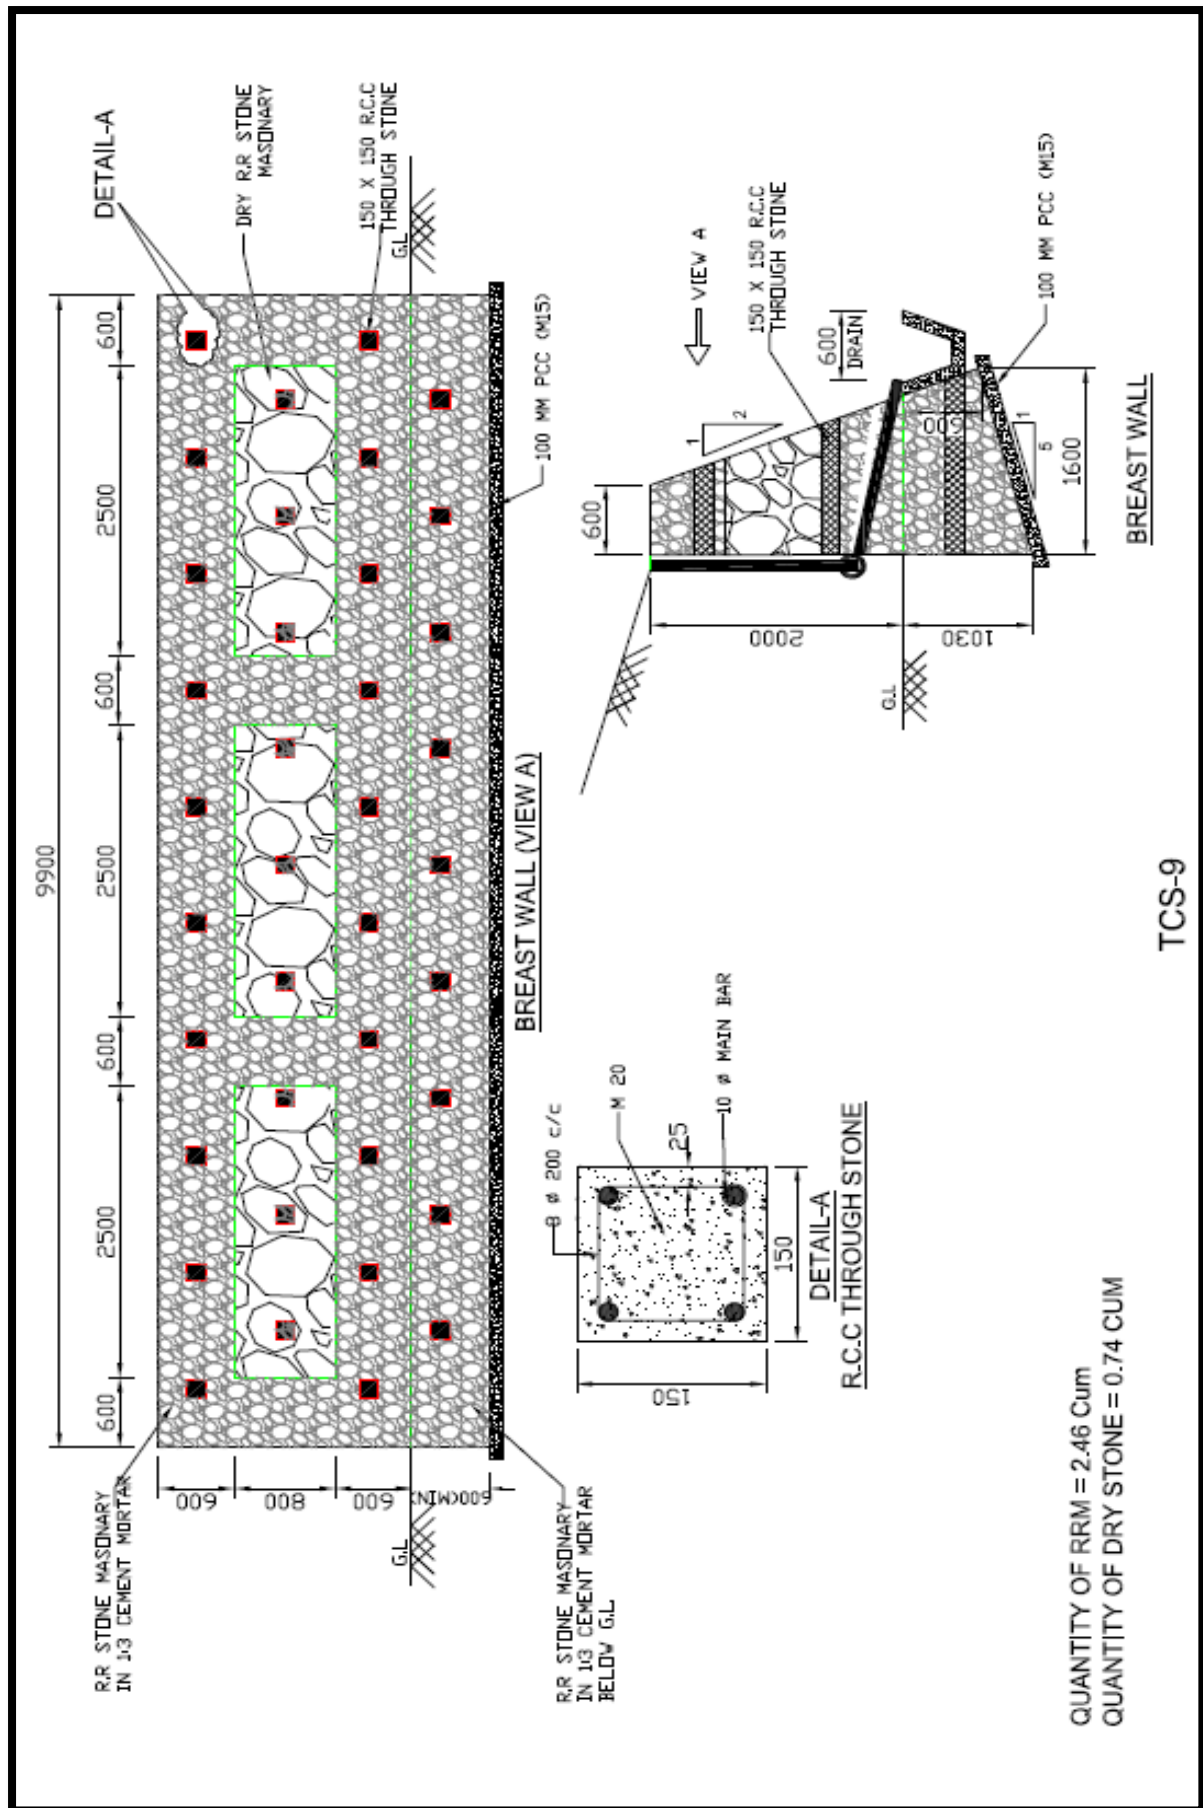 9900
600
2500
600
2500
600
2500
600
DETAIL-A
R.R STONE MASONARY
IN 1:3 CEMENT MORTAR
DRY R.R STONE
MASONARY
600
800
600
600(MIN)
150 X 150 R.C.C
THROUGH STONE
G.L
G.L
R.R STONE MASONARY
IN 1:3 CEMENT MORTAR
BELOW G.L
100 MM PCC (M15)
BREAST WALL (VIEW A)
8 ø 200 c/c
M 20
25
10 ø MAIN BAR
150
150
DETAIL-A
R.C.C THROUGH STONE
600
1
2
VIEW A
150 X 150 R.C.C
THROUGH STONE
600
DRAIN
2000
G.L
1030
600
1
5
1600
100 MM PCC (M15)
BREAST WALL
QUANTITY OF RRM = 2.46 Cum
QUANTITY OF DRY STONE = 0.74 CUM
TCS-9